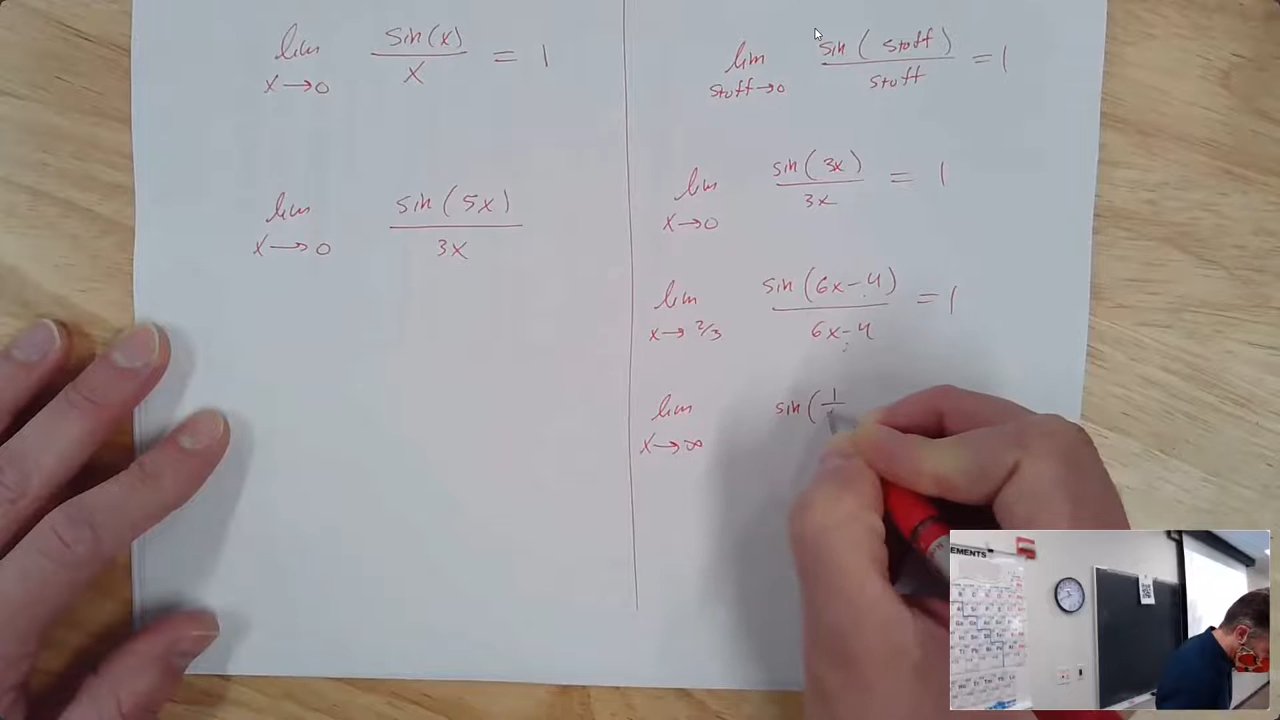 lim x→0 sin(x)/x = 1
lim x→0 sin(5x)/3x
lim stuff→0 sin(stuff)/stuff = 1
lim x→0 sin(3x)/3x = 1
lim x→2/3 sin(6x-4)/6x-4 = 1
lim x→∞ sin(1/
EMENTS